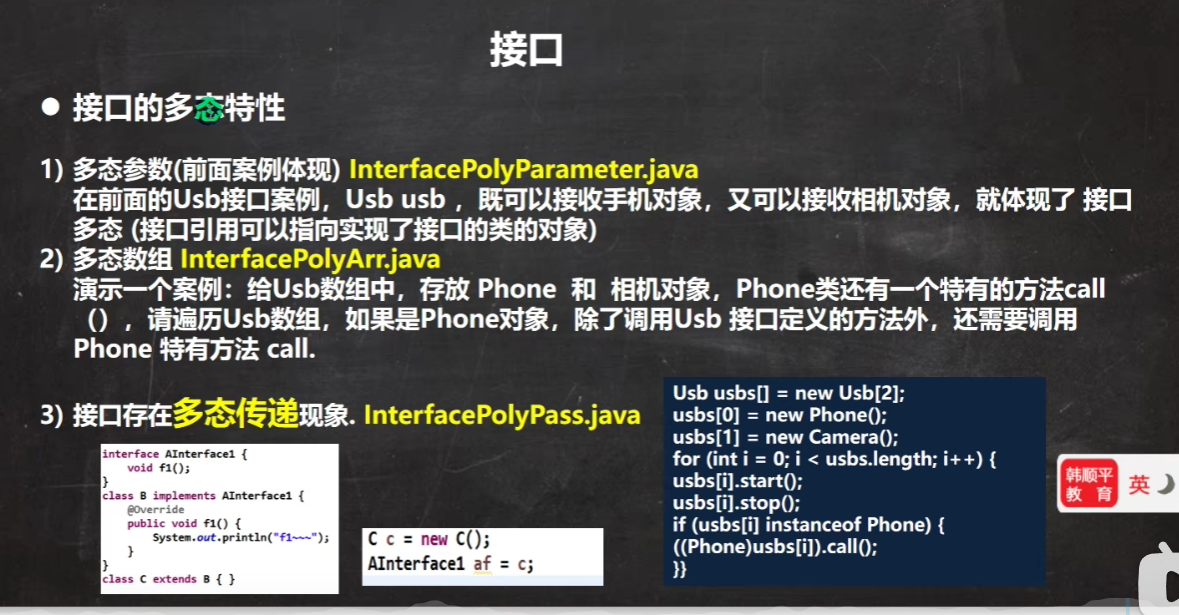 接口
● 接口的多态特性
1) 多态参数(前面案例体现) InterfacePolyParameter.java
在前面的Usb接口案例，Usb usb ，既可以接收手机对象，又可以接收相机对象，就体现了 接口
多态 (接口引用可以指向实现了接口的类的对象)
2) 多态数组 InterfacePolyArr.java
演示一个案例：给Usb数组中，存放 Phone 和 相机对象，Phone类还有一个特有的方法call
（），请遍历Usb数组，如果是Phone对象，除了调用Usb 接口定义的方法外，还需要调用
Phone 特有方法 call.
3) 接口存在多态传递现象. InterfacePolyPass.java
interface AInterface1 {
void f1();
}
class B implements AInterface1 {
@Override
public void f1() {
System.out.println("f1~~~");
}
}
class C extends B { }
C c = new C();
AInterface1 af = c;
Usb usbs[] = new Usb[2];
usbs[0] = new Phone();
usbs[1] = new Camera();
for (int i = 0; i < usbs.length; i++) {
usbs[i].start();
usbs[i].stop();
if (usbs[i] instanceof Phone) {
((Phone)usbs[i]).call();
}}
韩顺平
教 育
英